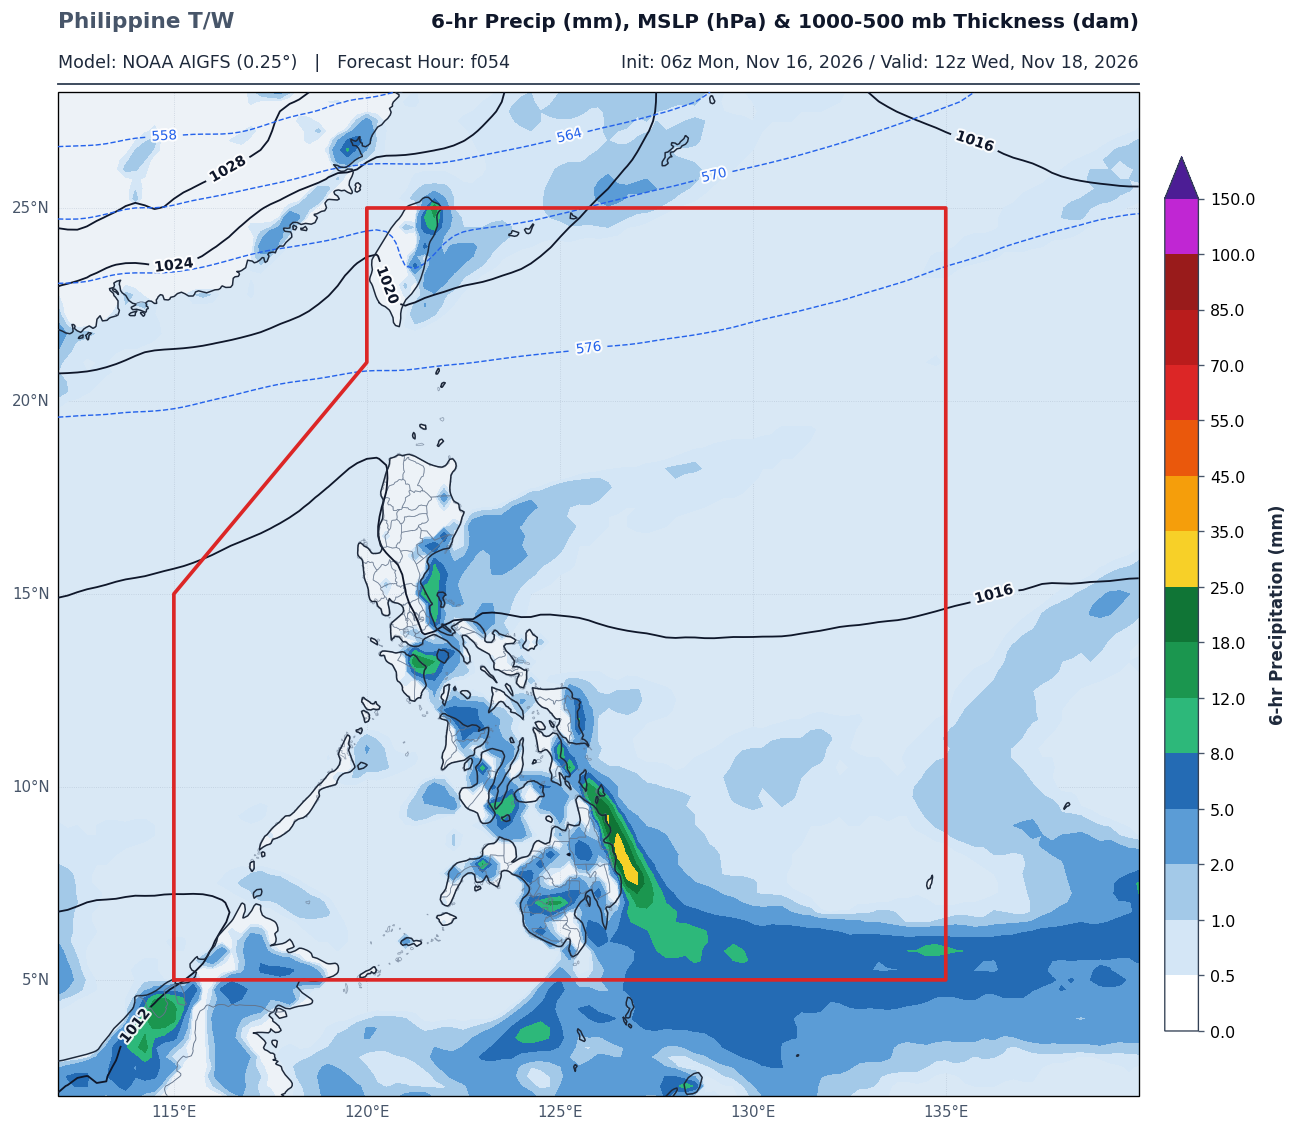 Philippine T/W
6-hr Precip (mm), MSLP (hPa) & 1000-500 mb Thickness (dam)
Model: NOAA AIGFS (0.25°) | Forecast Hour: f054
Init: 06z Mon, Nov 16, 2026 / Valid: 12z Wed, Nov 18, 2026
558
564
1016
1028
570
25°N
1024
1020
576
20°N
15°N
1016
10°N
5°N
1012
115°E
120°E
125°E
130°E
135°E
150.0
100.0
85.0
70.0
55.0
45.0
35.0
25.0
18.0
12.0
8.0
5.0
2.0
1.0
0.5
0.0
6-hr Precipitation (mm)